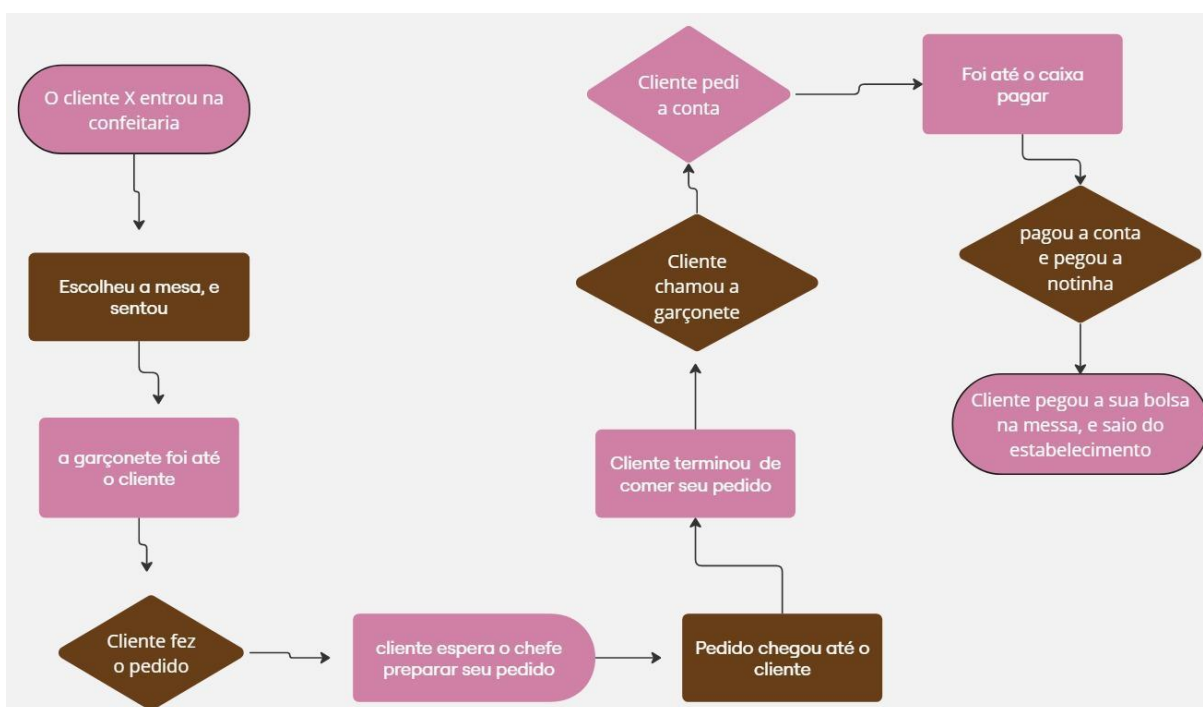 O cliente X entrou na
confeitaria
Escolheu a mesa, e
sentou
a garçonete foi até
o cliente
Cliente fez
o pedido
cliente espera o chefe
preparar seu pedido
Pedido chegou até o
cliente
Cliente terminou de
comer seu pedido
Cliente
chamou a
garçonete
Cliente pedi
a conta
Foi até o caixa
pagar
pagou a conta
e pegou a
notinha
Cliente pegou a sua bolsa
na messa, e saio do
estabelecimento